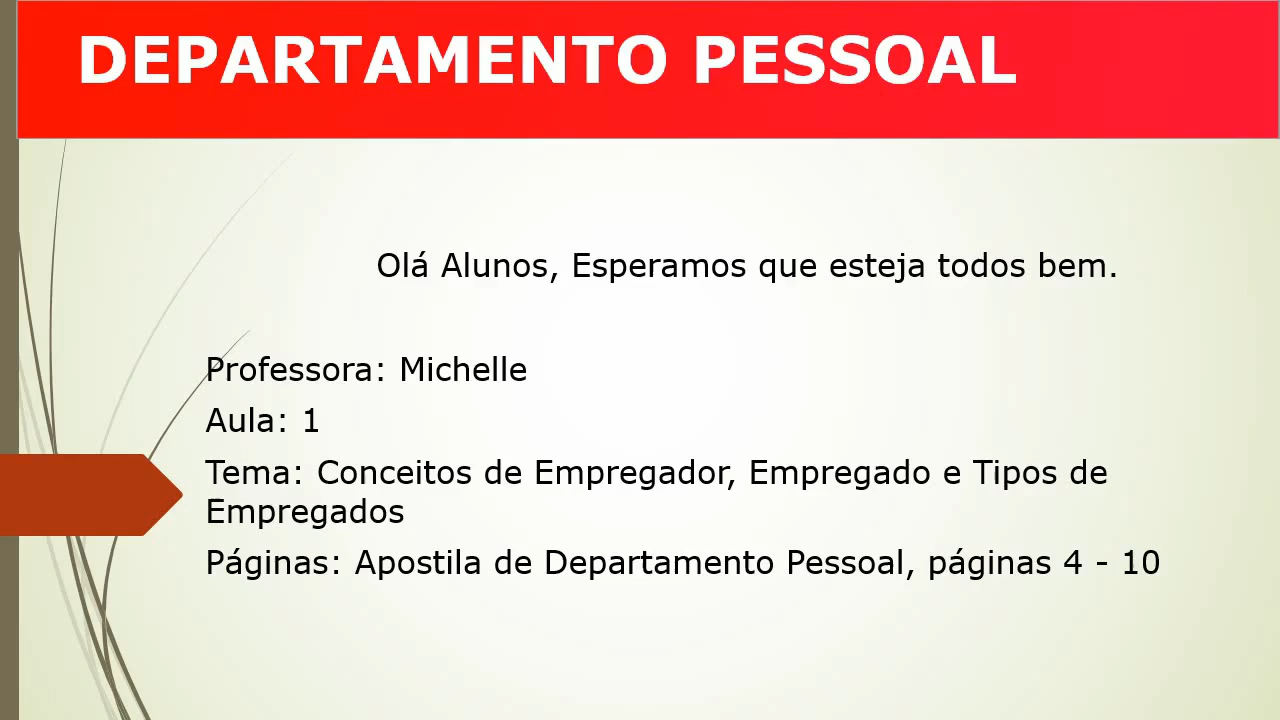 DEPARTAMENTO PESSOAL
Olá Alunos, Esperamos que esteja todos bem.
Professora: Michelle
Aula: 1
Tema: Conceitos de Empregador, Empregado e Tipos de
Empregados
Páginas: Apostila de Departamento Pessoal, páginas 4 - 10